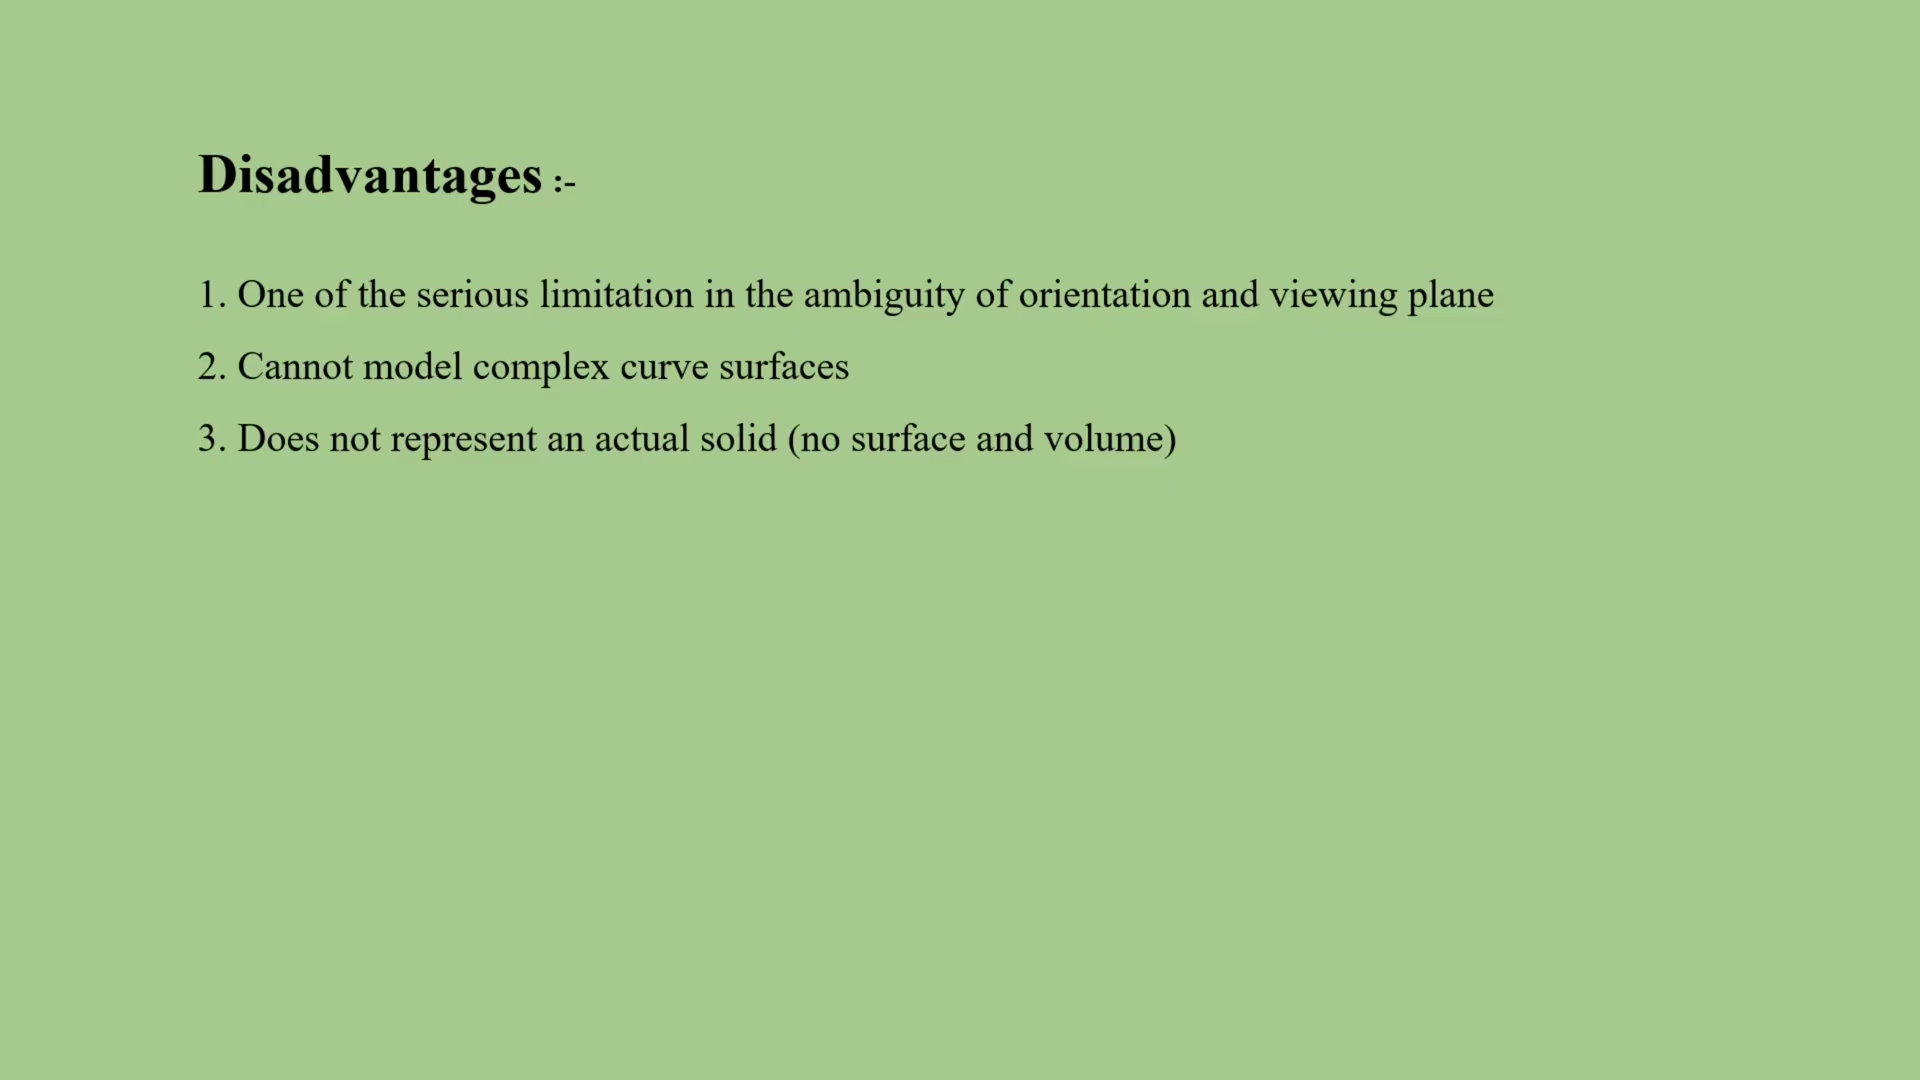 Disadvantages :-
1. One of the serious limitation in the ambiguity of orientation and viewing plane
2. Cannot model complex curve surfaces
3. Does not represent an actual solid (no surface and volume)